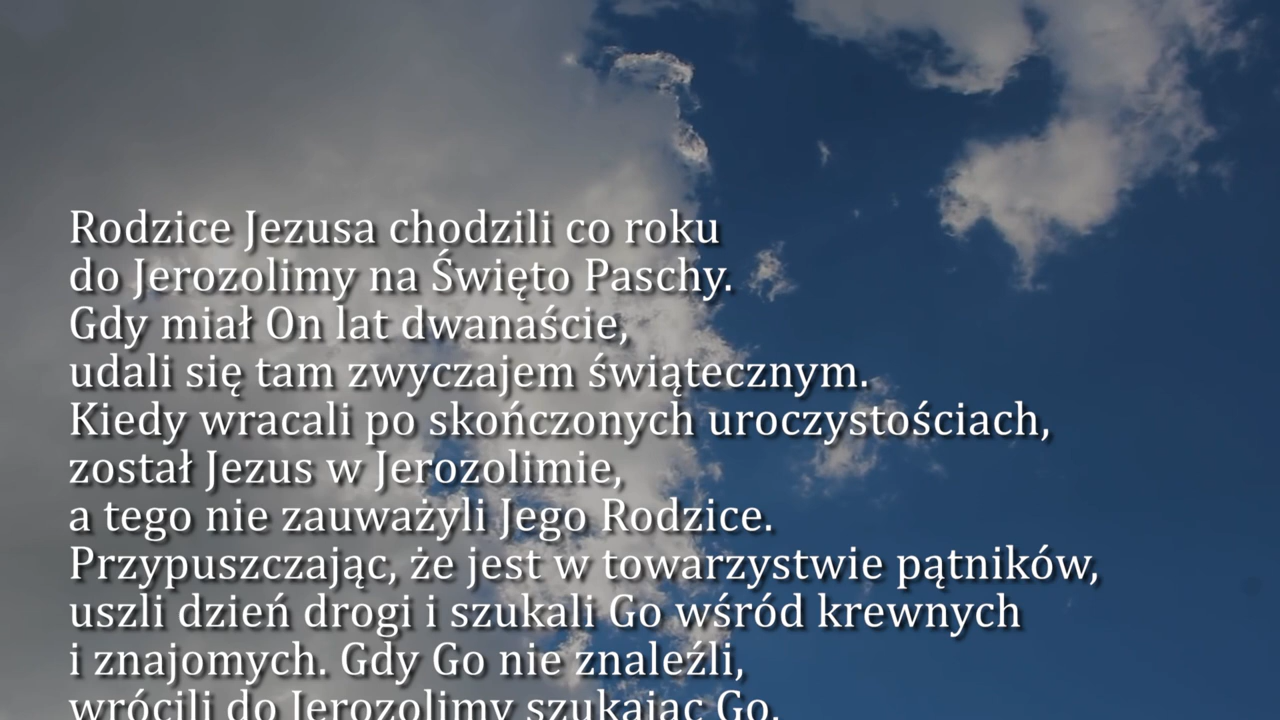 Rodzice Jezusa chodzili co roku
do Jerozolimy na Święto Paschy.
Gdy miał On lat dwanaście,
udali się tam zwyczajem świątecznym.
Kiedy wracali po skończonych uroczystościach,
został Jezus w Jerozolimie,
a tego nie zauważyli Jego Rodzice.
Przypuszczając, że jest w towarzystwie pątników,
uszli dzień drogi i szukali Go wśród krewnych
i znajomych. Gdy Go nie znaleźli,
wrócili do Jerozolimy szukając Go.